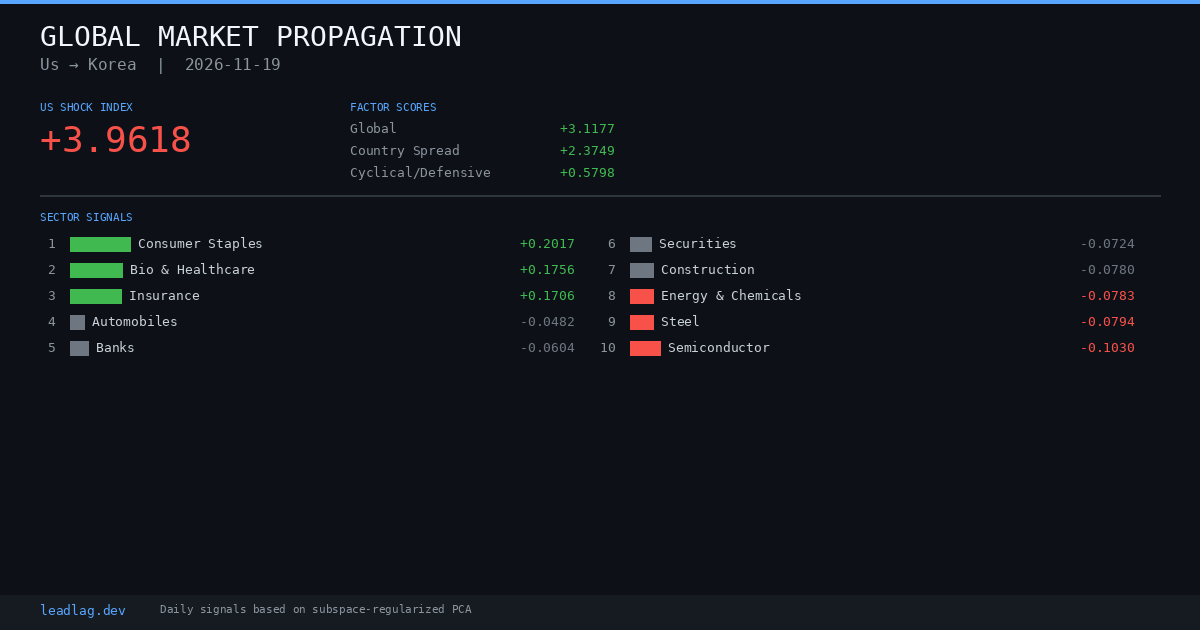 GLOBAL MARKET PROPAGATION
Us → Korea | 2026-11-19
US SHOCK INDEX
+3.9618
FACTOR SCORES
Global +3.1177
Country Spread +2.3749
Cyclical/Defensive +0.5798
SECTOR SIGNALS
1 Consumer Staples +0.2017
2 Bio & Healthcare +0.1756
3 Insurance +0.1706
4 Automobiles -0.0482
5 Banks -0.0604
6 Securities -0.0724
7 Construction -0.0780
8 Energy & Chemicals -0.0783
9 Steel -0.0794
10 Semiconductor -0.1030
leadlag.dev Daily signals based on subspace-regularized PCA